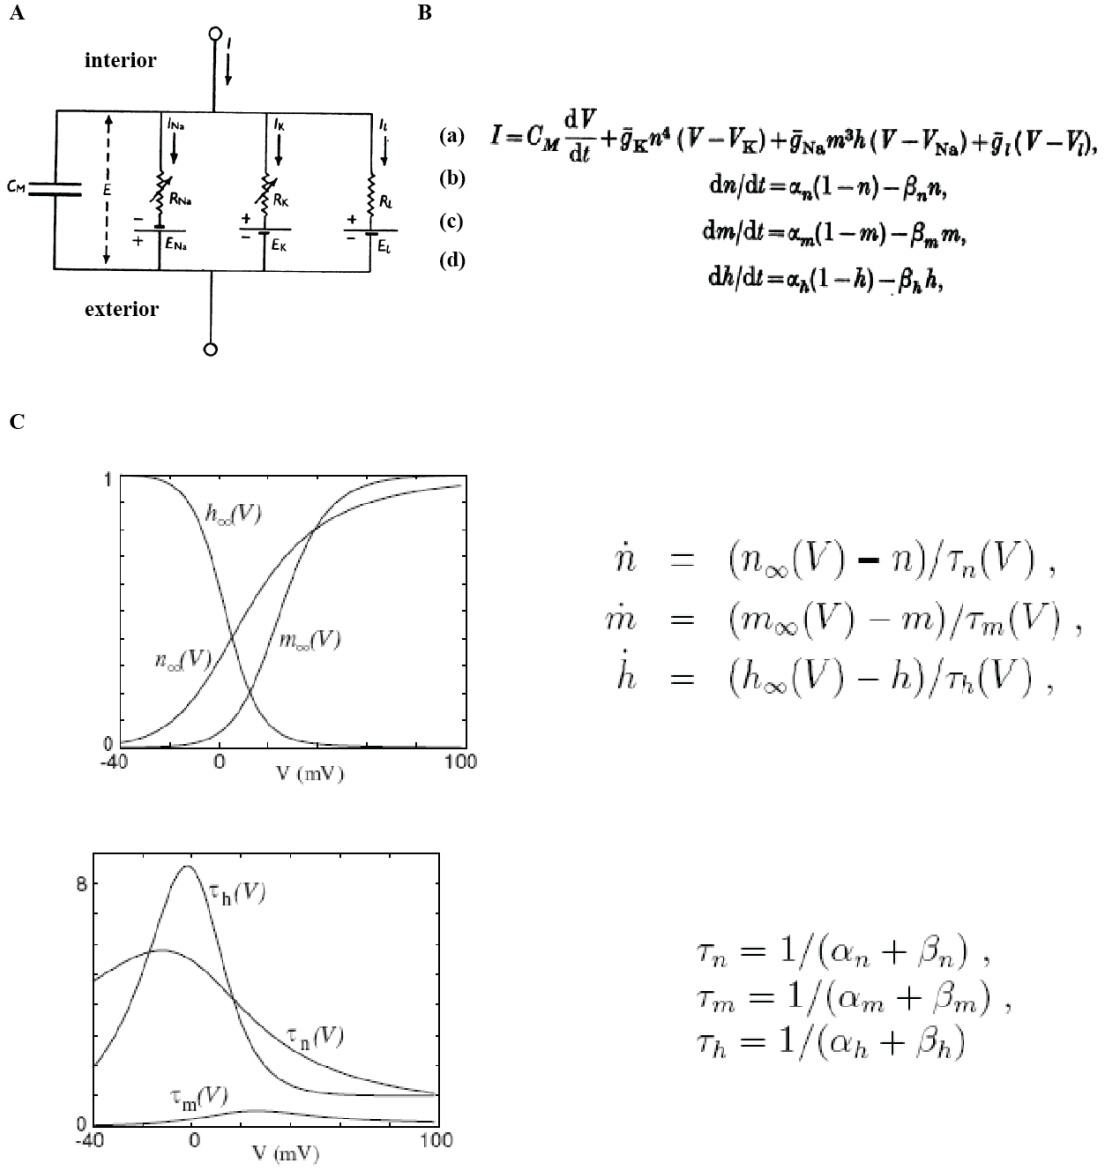 A
B
interior
I
I_Na
I_K
I_l
C_M
E
R_Na
R_K
R_l
−
+
+
+
−
−
E_Na
E_K
E_l
exterior
(a)
(b)
(c)
(d)
I = C_M dV/dt + ḡ_K n⁴ (V − V_K) + ḡ_Na m³h (V − V_Na) + ḡ_l (V − V_l),
dn/dt = α_n(1 − n) − β_n n,
dm/dt = α_m(1 − m) − β_m m,
dh/dt = α_h(1 − h) − β_h h,
C
1
h_∞(V)
n_∞(V)
m_∞(V)
0
-40 0 100
V (mV)
ṅ = (n_∞(V) − n)/τ_n(V) ,
ṁ = (m_∞(V) − m)/τ_m(V) ,
ḣ = (h_∞(V) − h)/τ_h(V) ,
8
τ_h(V)
τ_n(V)
τ_m(V)
0
-40 0 100
V (mV)
τ_n = 1/(α_n + β_n) ,
τ_m = 1/(α_m + β_m) ,
τ_h = 1/(α_h + β_h)